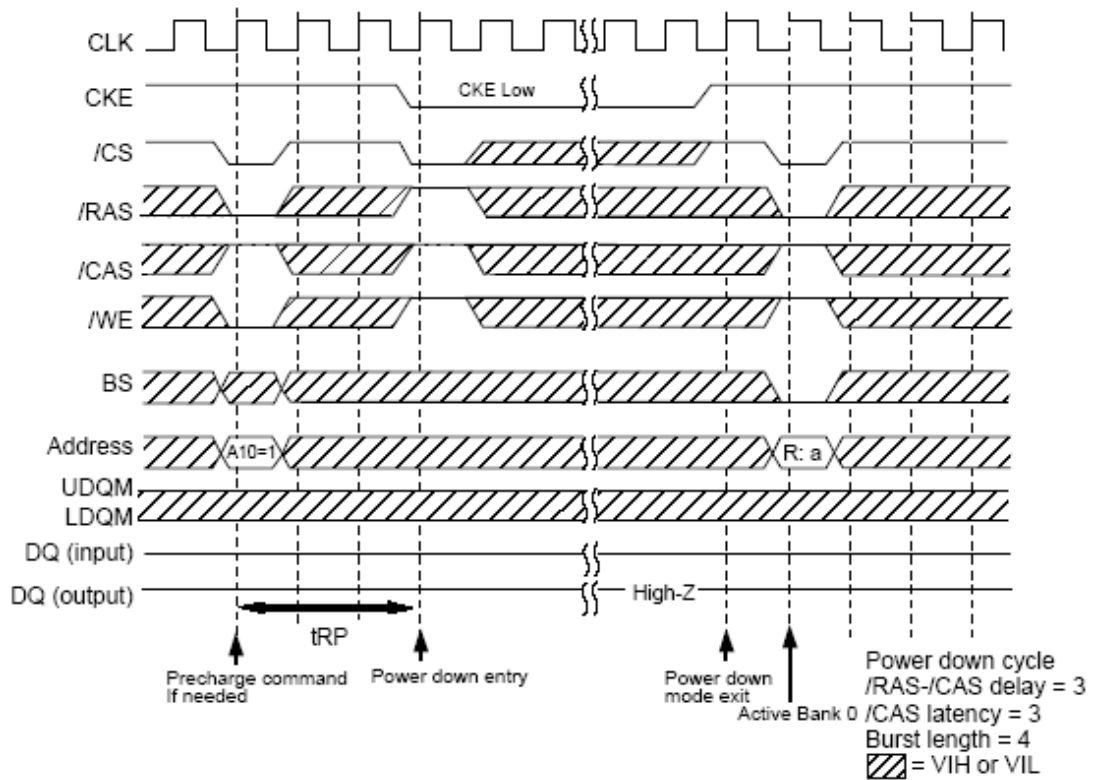 CLK
CKE
CKE Low
/CS
/RAS
/CAS
/WE
BS
Address
A10=1
R: a
UDQM
LDQM
DQ (input)
DQ (output)
High-Z
tRP
Precharge command
If needed
Power down entry
Power down
mode exit
Active Bank 0
Power down cycle
/RAS-/CAS delay = 3
/CAS latency = 3
Burst length = 4
= VIH or VIL